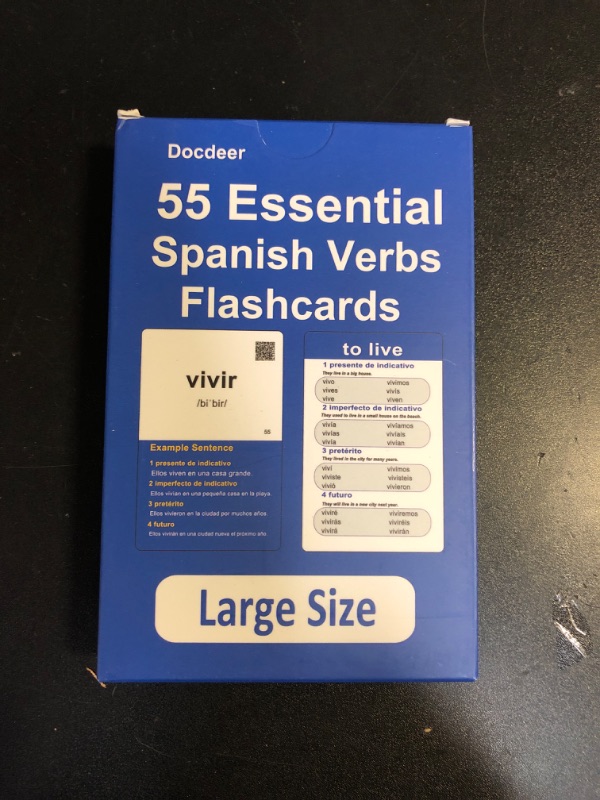 Docdeer
55 Essential
Spanish Verbs
Flashcards
vivir
/bi'bir/
55
Example Sentence
1 presente de indicativo
Ellos viven en una casa grande.
2 imperfecto de indicativo
Ellos vivían en una pequeña casa en la playa.
3 pretérito
Ellos vivieron en la ciudad por muchos años
4 futuro
Ellos vivirán en una ciudad nueva el próximo año
to live
1 presente de indicativo
They live in a big house.
vivo vivimos
vives vivís
vive viven
2 imperfecto de indicativo
They used to live in a small house on the beach.
vivía vivíamos
vivías vivíais
vivía vivían
3 pretérito
They lived in the city for many years.
viví vivimos
viviste vivisteis
vivió vivieron
4 futuro
They will live in a new city next year.
viviré viviremos
vivirás viviréis
vivirá vivirán
Large Size